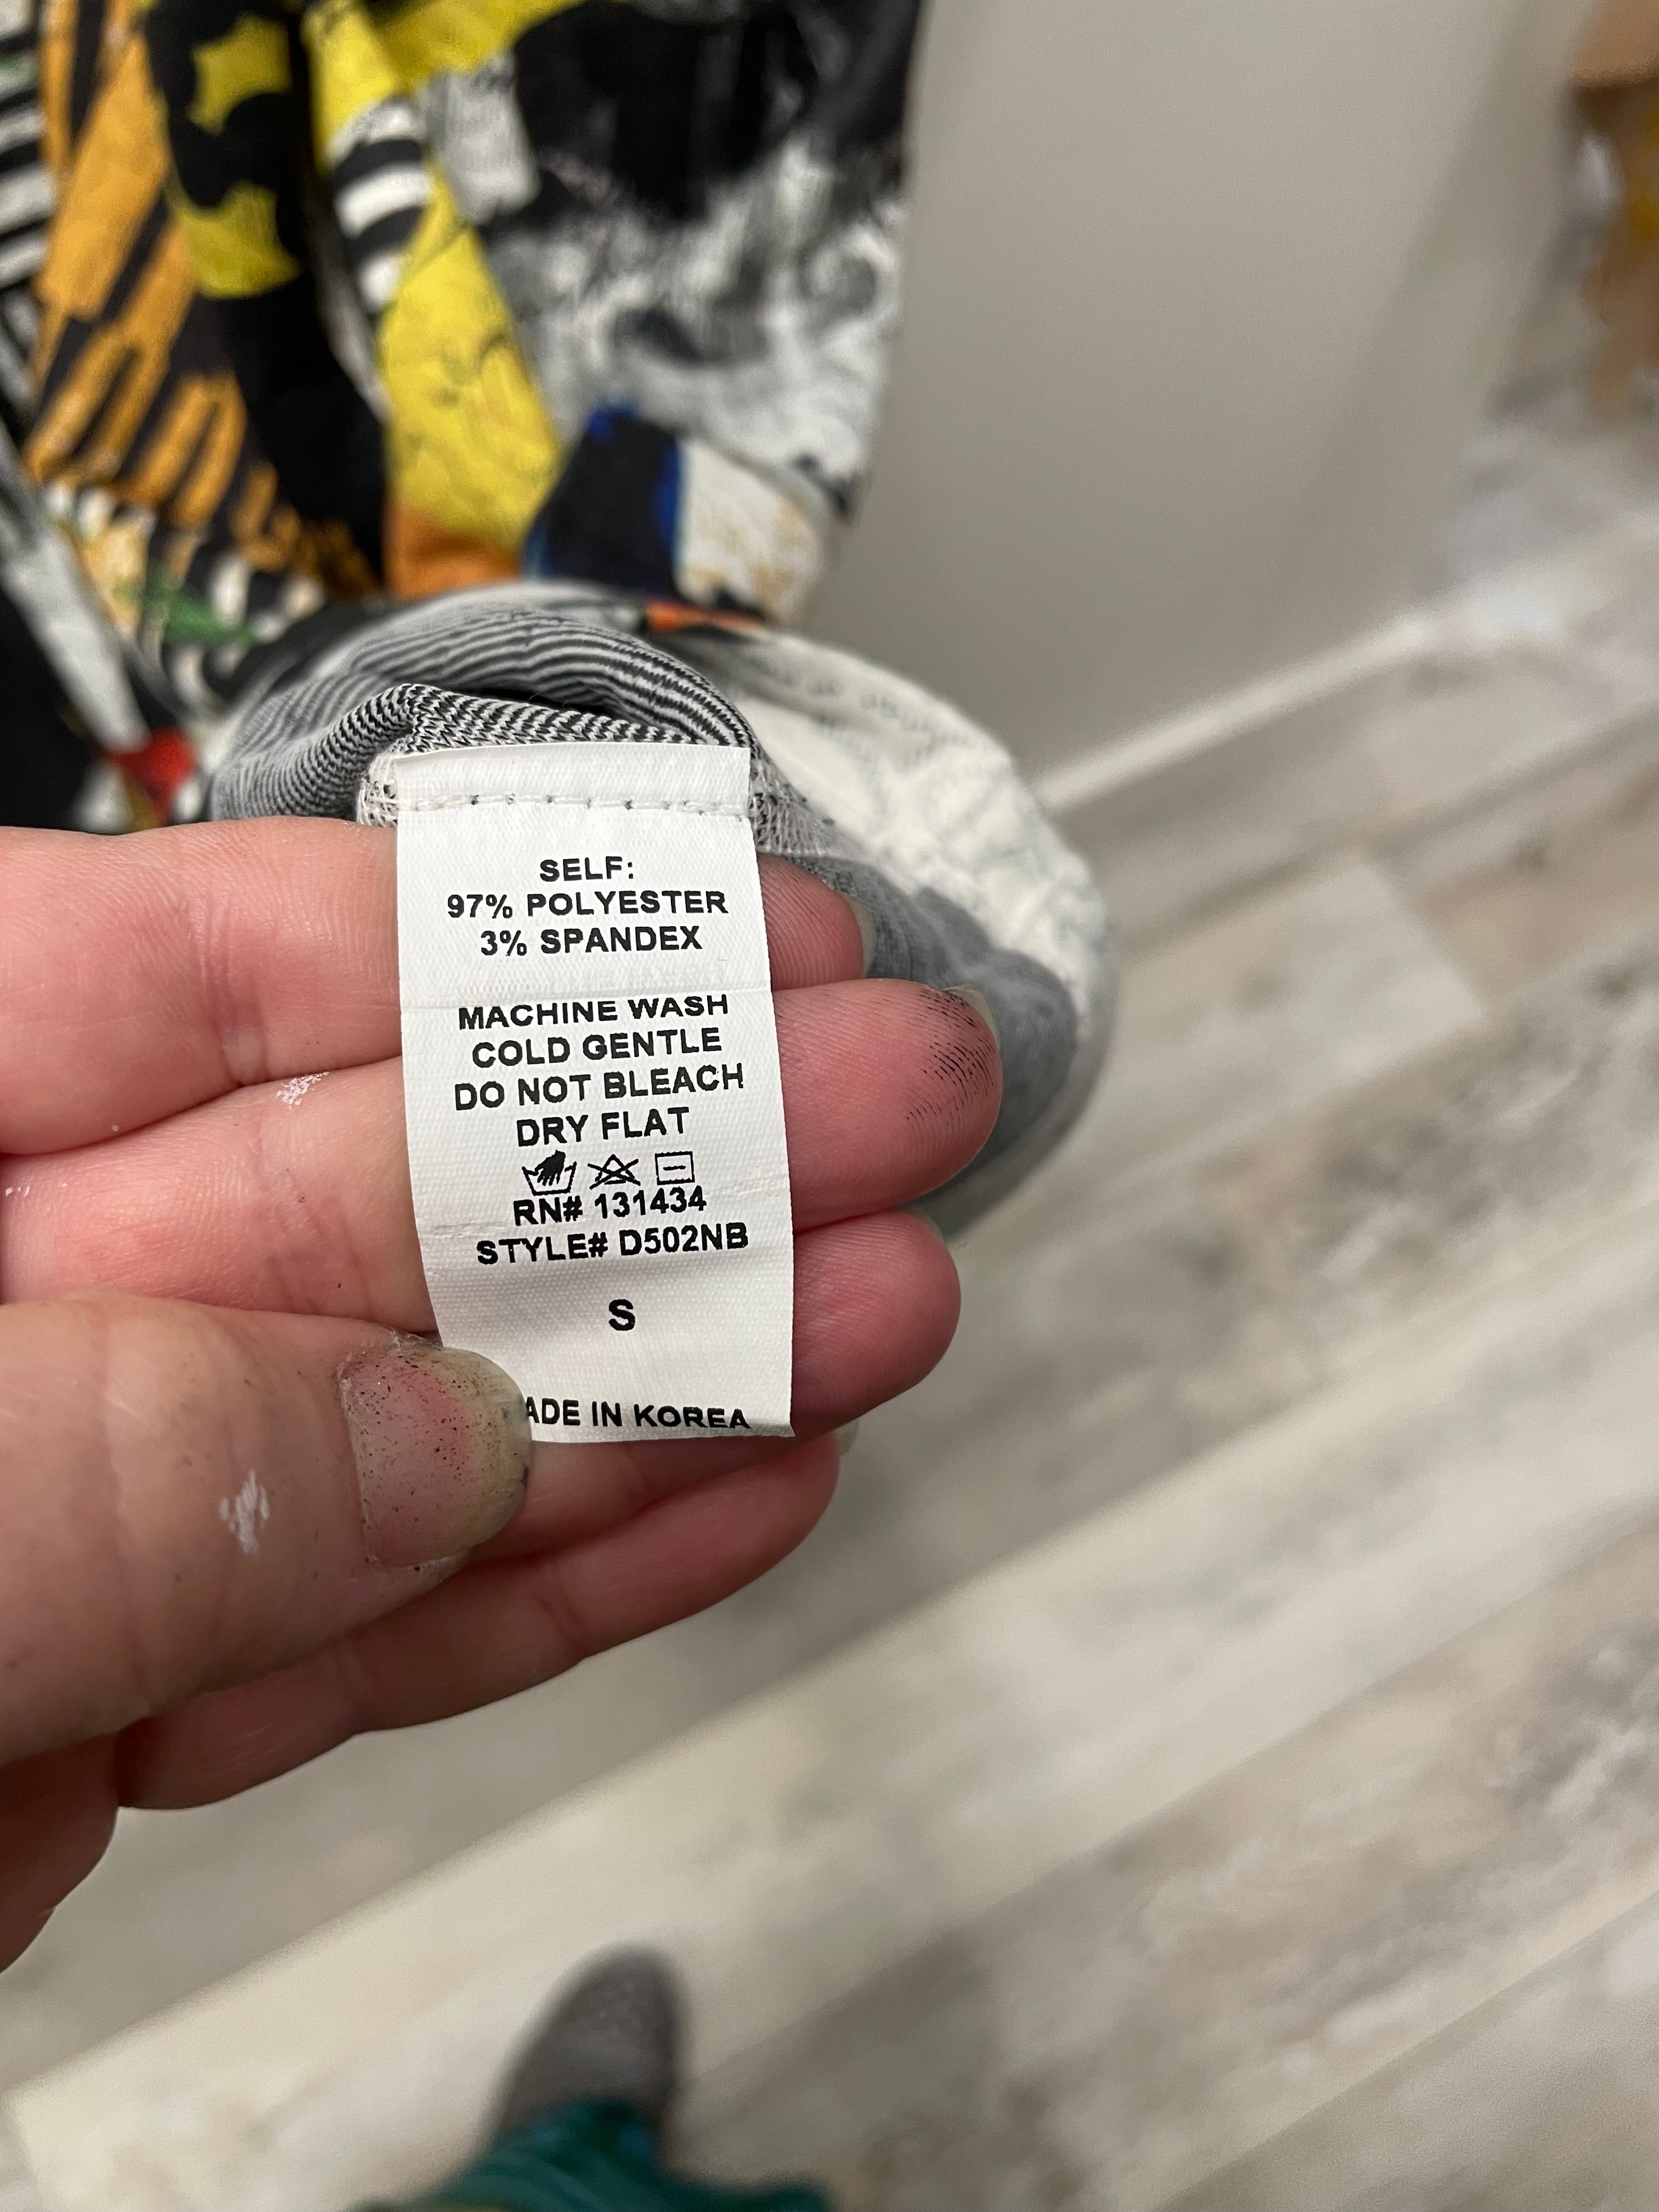 SELF:
97% POLYESTER
3% SPANDEX
MACHINE WASH
COLD GENTLE
DO NOT BLEACH
DRY FLAT
RN# 131434
STYLE# D502NB
S
ADE IN KOREA